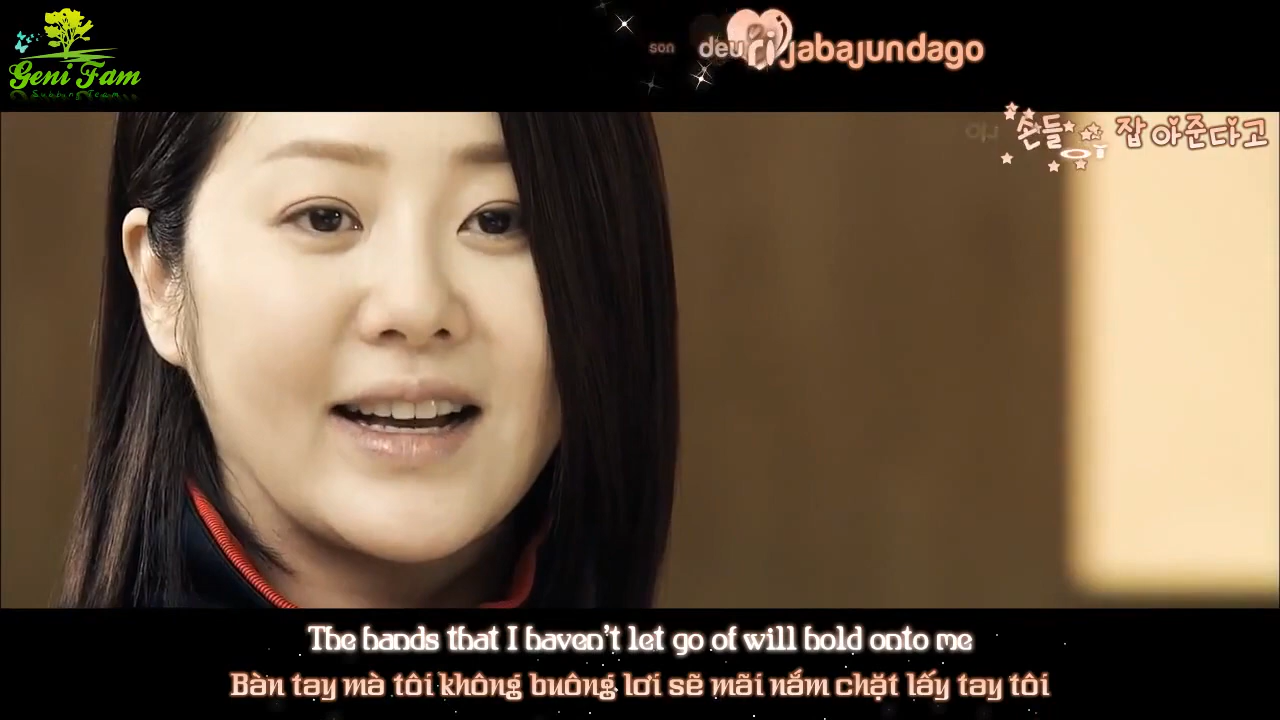 Geni Fam
Subbing Team
son deuri jabajundago
손들이 잡아준다고
The hands that I haven't let go of will hold onto me
Bàn tay mà tôi không buông lơi sẽ mãi nắm chặt lấy tay tôi